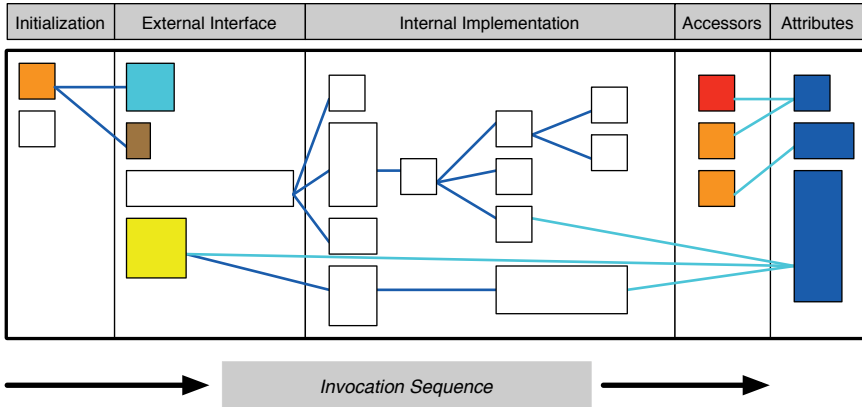 Initialization
External Interface
Internal Implementation
Accessors
Attributes
Invocation Sequence